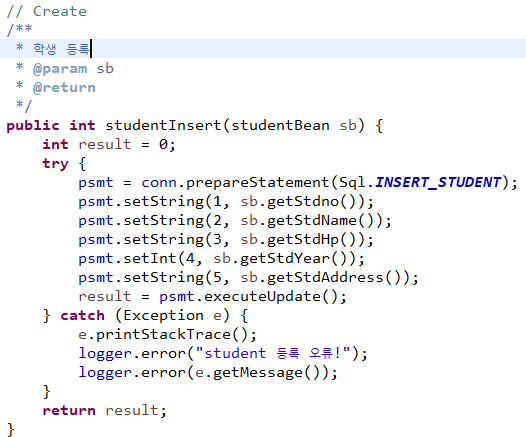 // Create
/**
 * 학생 등록
 * @param sb
 * @return
 */
public int studentInsert(studentBean sb) {
    int result = 0;
    try {
        psmt = conn.prepareStatement(Sql.INSERT_STUDENT);
        psmt.setString(1, sb.getStdno());
        psmt.setString(2, sb.getStdName());
        psmt.setString(3, sb.getStdHp());
        psmt.setInt(4, sb.getStdYear());
        psmt.setString(5, sb.getStdAddress());
        result = psmt.executeUpdate();
    } catch (Exception e) {
        e.printStackTrace();
        logger.error("student 등록 오류!");
        logger.error(e.getMessage());
    }
    return result;
}